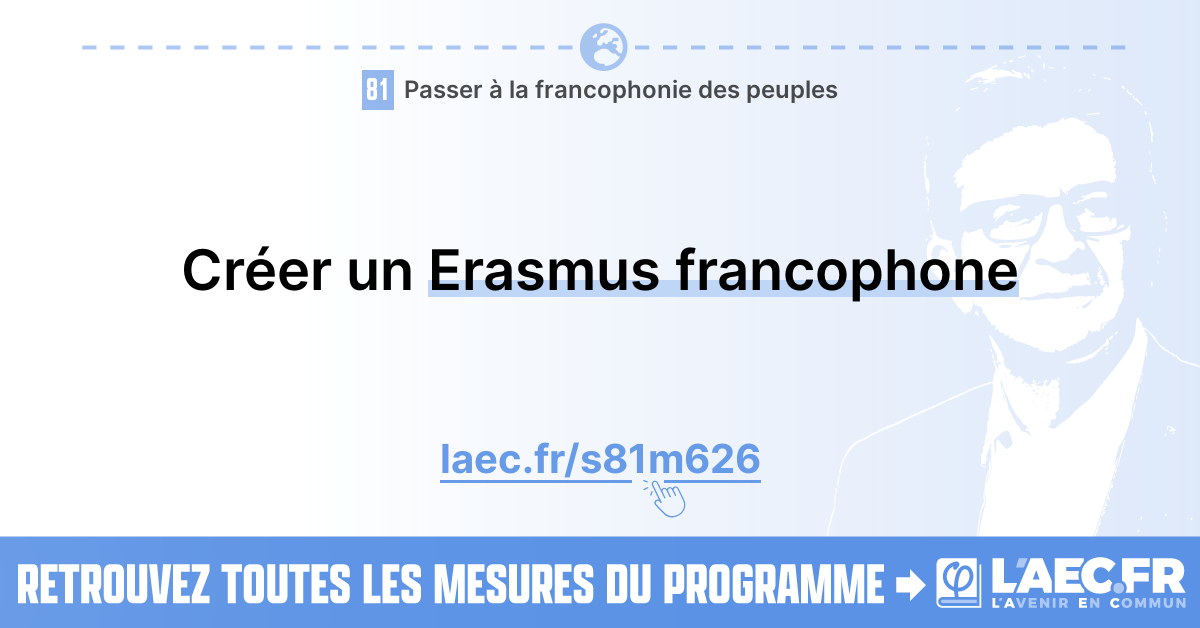 81 Passer à la francophonie des peuples
Créer un Erasmus francophone
laec.fr/s81m626
RETROUVEZ TOUTES LES MESURES DU PROGRAMME
L'AEC.FR
L'AVENIR EN COMMUN